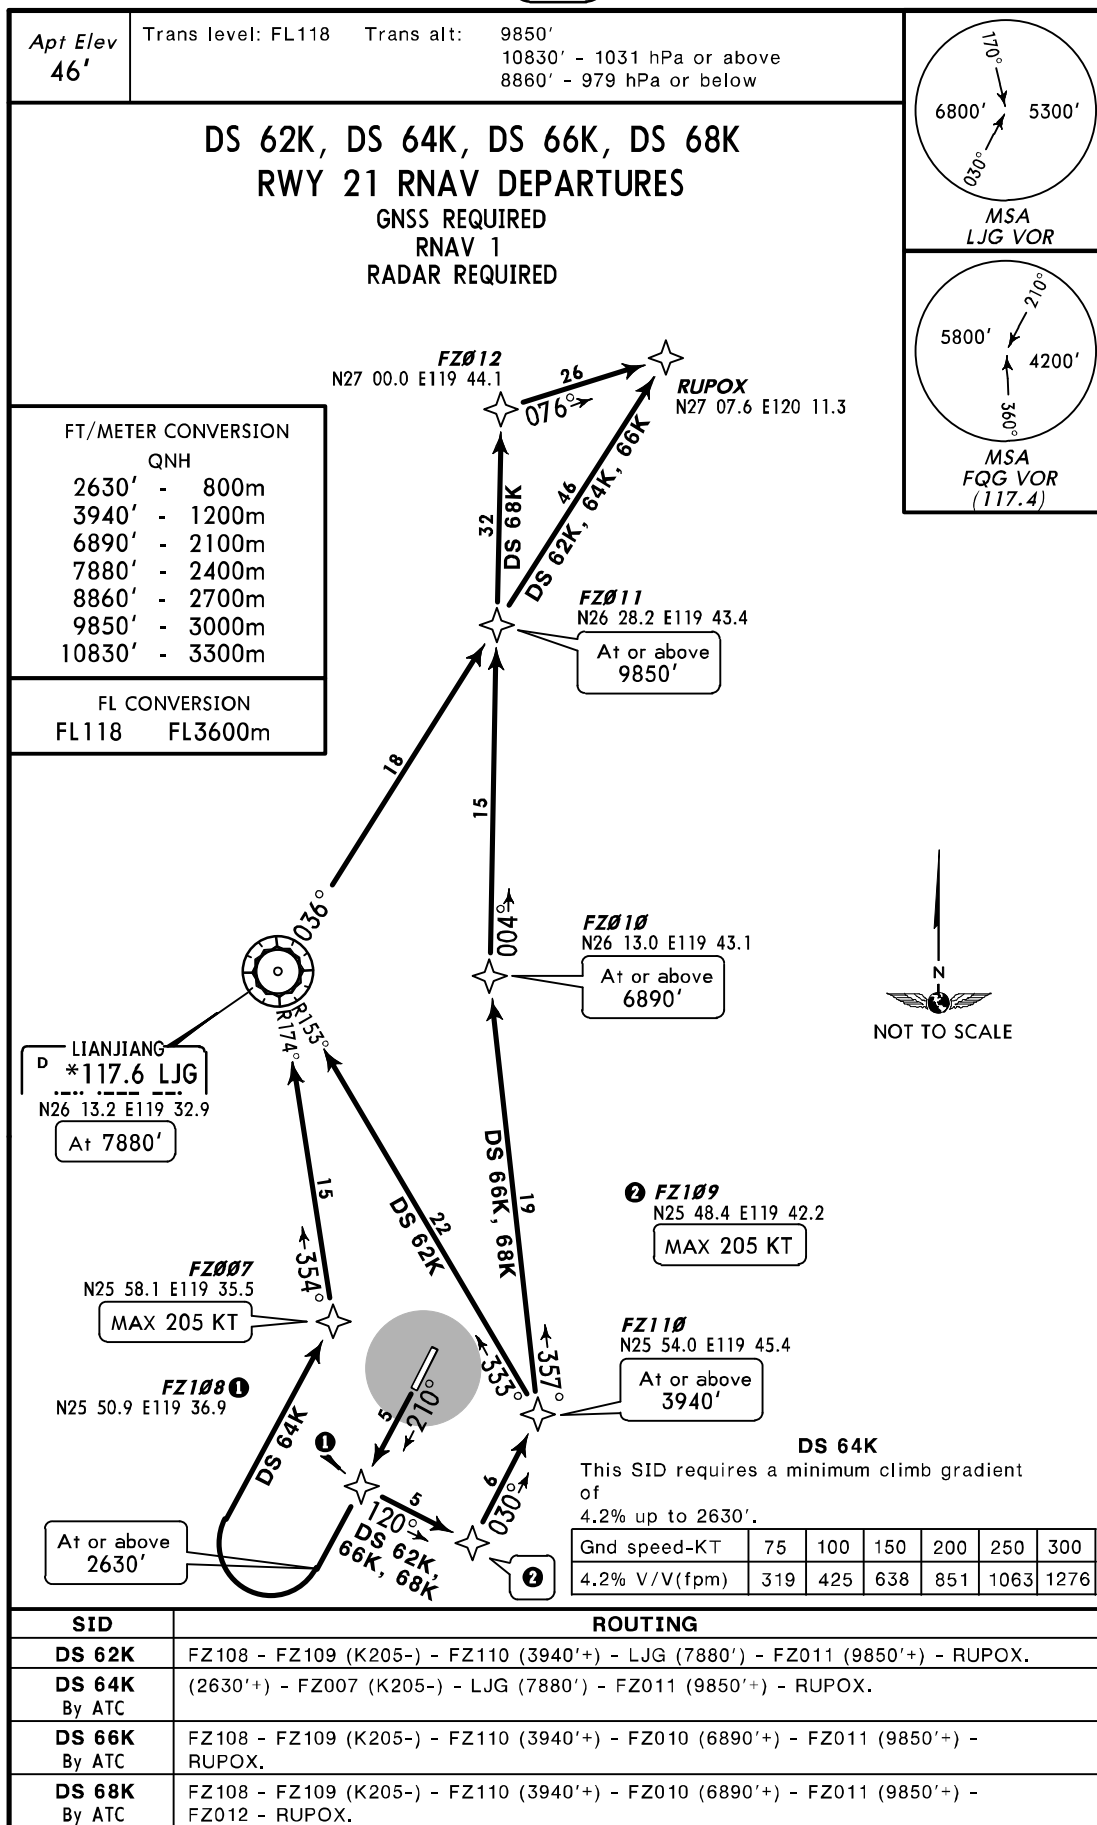 Apt Elev
46'
Trans level: FL118 Trans alt: 9850'
10830' - 1031 hPa or above
8860' - 979 hPa or below
170°
6800' 5300'
030°
MSA
LJG VOR
DS 62K, DS 64K, DS 66K, DS 68K
RWY 21 RNAV DEPARTURES
GNSS REQUIRED
RNAV 1
RADAR REQUIRED
210°
5800'
4200'
360°
MSA
FQG VOR
(117.4)
FZØ12
N27 00.0 E119 44.1
26
076°
RUPOX
N27 07.6 E120 11.3
FT/METER CONVERSION
QNH
2630' - 800m
3940' - 1200m
6890' - 2100m
7880' - 2400m
8860' - 2700m
9850' - 3000m
10830' - 3300m
FL CONVERSION
FL118 FL3600m
32
DS 68K
46
DS 62K, 64K, 66K
FZØ11
N26 28.2 E119 43.4
At or above
9850'
18
15
036°
004°
FZØ1Ø
N26 13.0 E119 43.1
At or above
6890'
N
NOT TO SCALE
R174°
R153°
LIANJIANG
D *117.6 LJG
N26 13.2 E119 32.9
At 7880'
15
DS 62K
22
DS 66K, 68K
19
2 FZ1Ø9
N25 48.4 E119 42.2
MAX 205 KT
354°
FZØØ7
N25 58.1 E119 35.5
MAX 205 KT
333°
357°
FZ11Ø
N25 54.0 E119 45.4
At or above
3940'
FZ1Ø8 1
N25 50.9 E119 36.9
5
210°
DS 64K
1
120°
5
DS 62K,
66K, 68K
6
030°
2
At or above
2630'
DS 64K
This SID requires a minimum climb gradient
of
4.2% up to 2630'.
Gnd speed-KT 75 100 150 200 250 300
4.2% V/V(fpm) 319 425 638 851 1063 1276
SID ROUTING
DS 62K FZ108 - FZ109 (K205-) - FZ110 (3940'+) - LJG (7880') - FZ011 (9850'+) - RUPOX.
DS 64K (2630'+) - FZ007 (K205-) - LJG (7880') - FZ011 (9850'+) - RUPOX.
By ATC
DS 66K FZ108 - FZ109 (K205-) - FZ110 (3940'+) - FZ010 (6890'+) - FZ011 (9850'+) -
By ATC RUPOX.
DS 68K FZ108 - FZ109 (K205-) - FZ110 (3940'+) - FZ010 (6890'+) - FZ011 (9850'+) -
By ATC FZ012 - RUPOX.